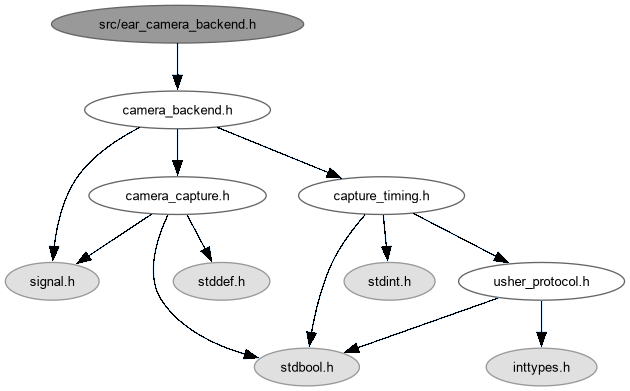 src/ear_camera_backend.h
camera_backend.h
camera_capture.h
capture_timing.h
signal.h
stddef.h
stdint.h
usher_protocol.h
stdbool.h
inttypes.h